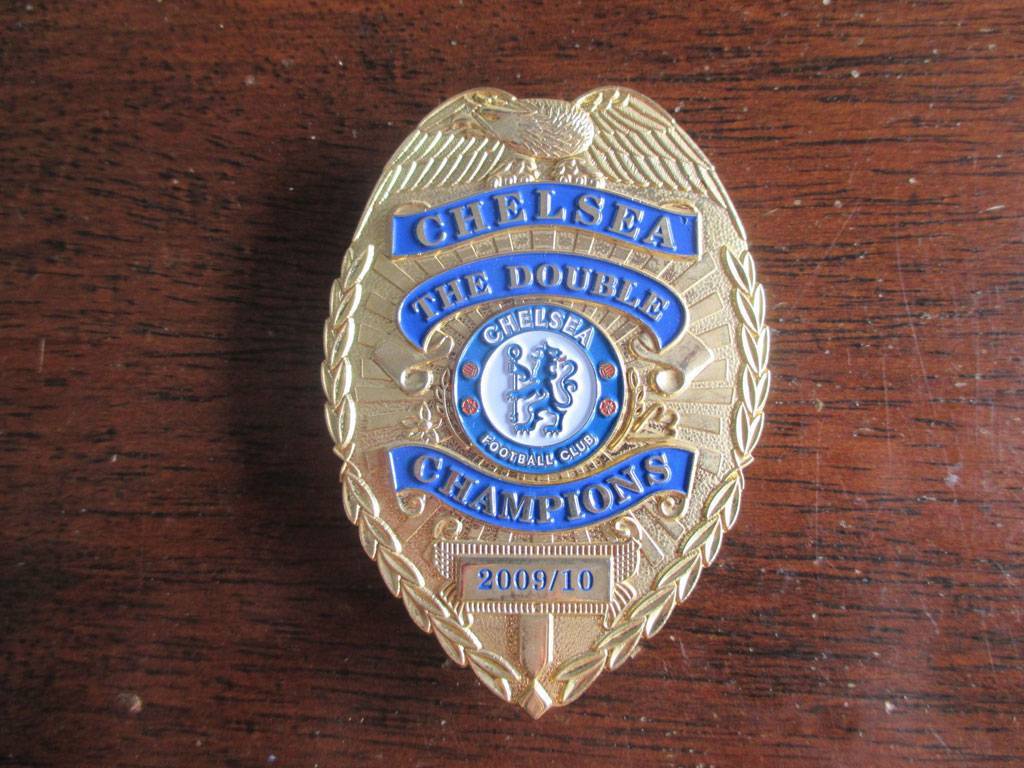 CHELSEA
THE DOUBLE
CHELSEA
FOOTBALL CLUB
CHAMPIONS
2009/10